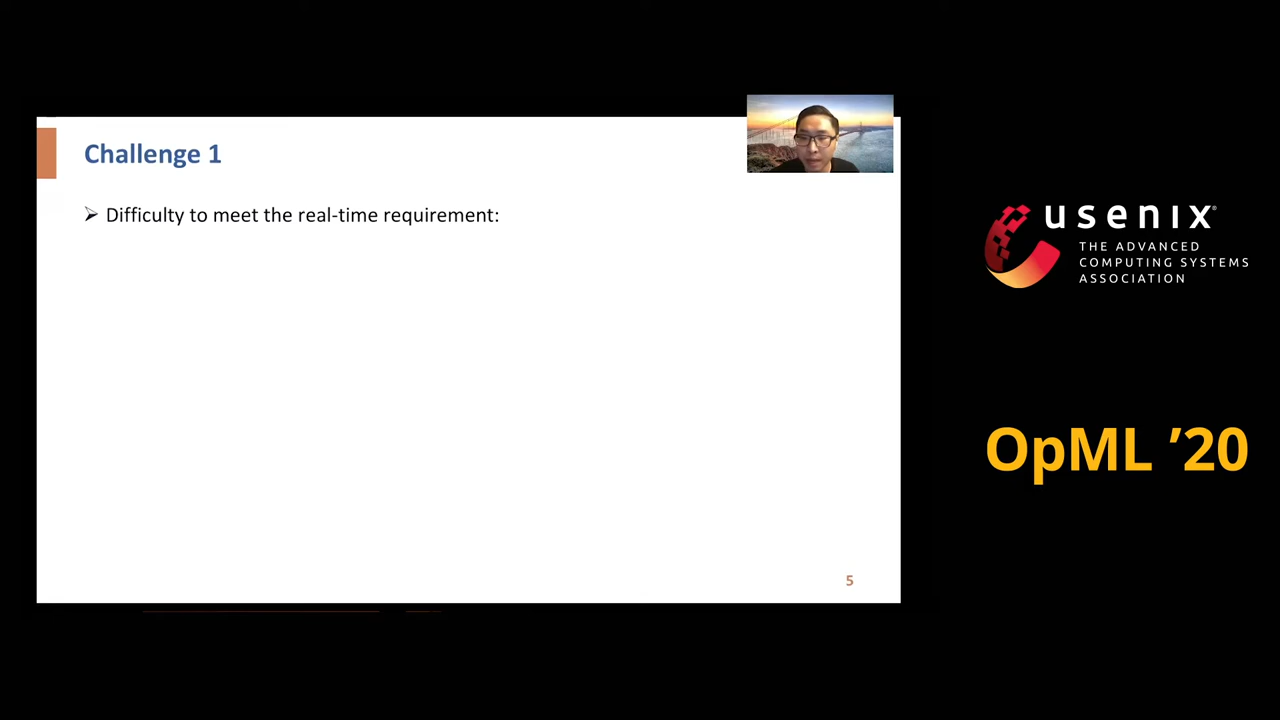 Challenge 1
➢ Difficulty to meet the real-time requirement:
5
usenix®
THE ADVANCED
COMPUTING SYSTEMS
ASSOCIATION
OpML ’20